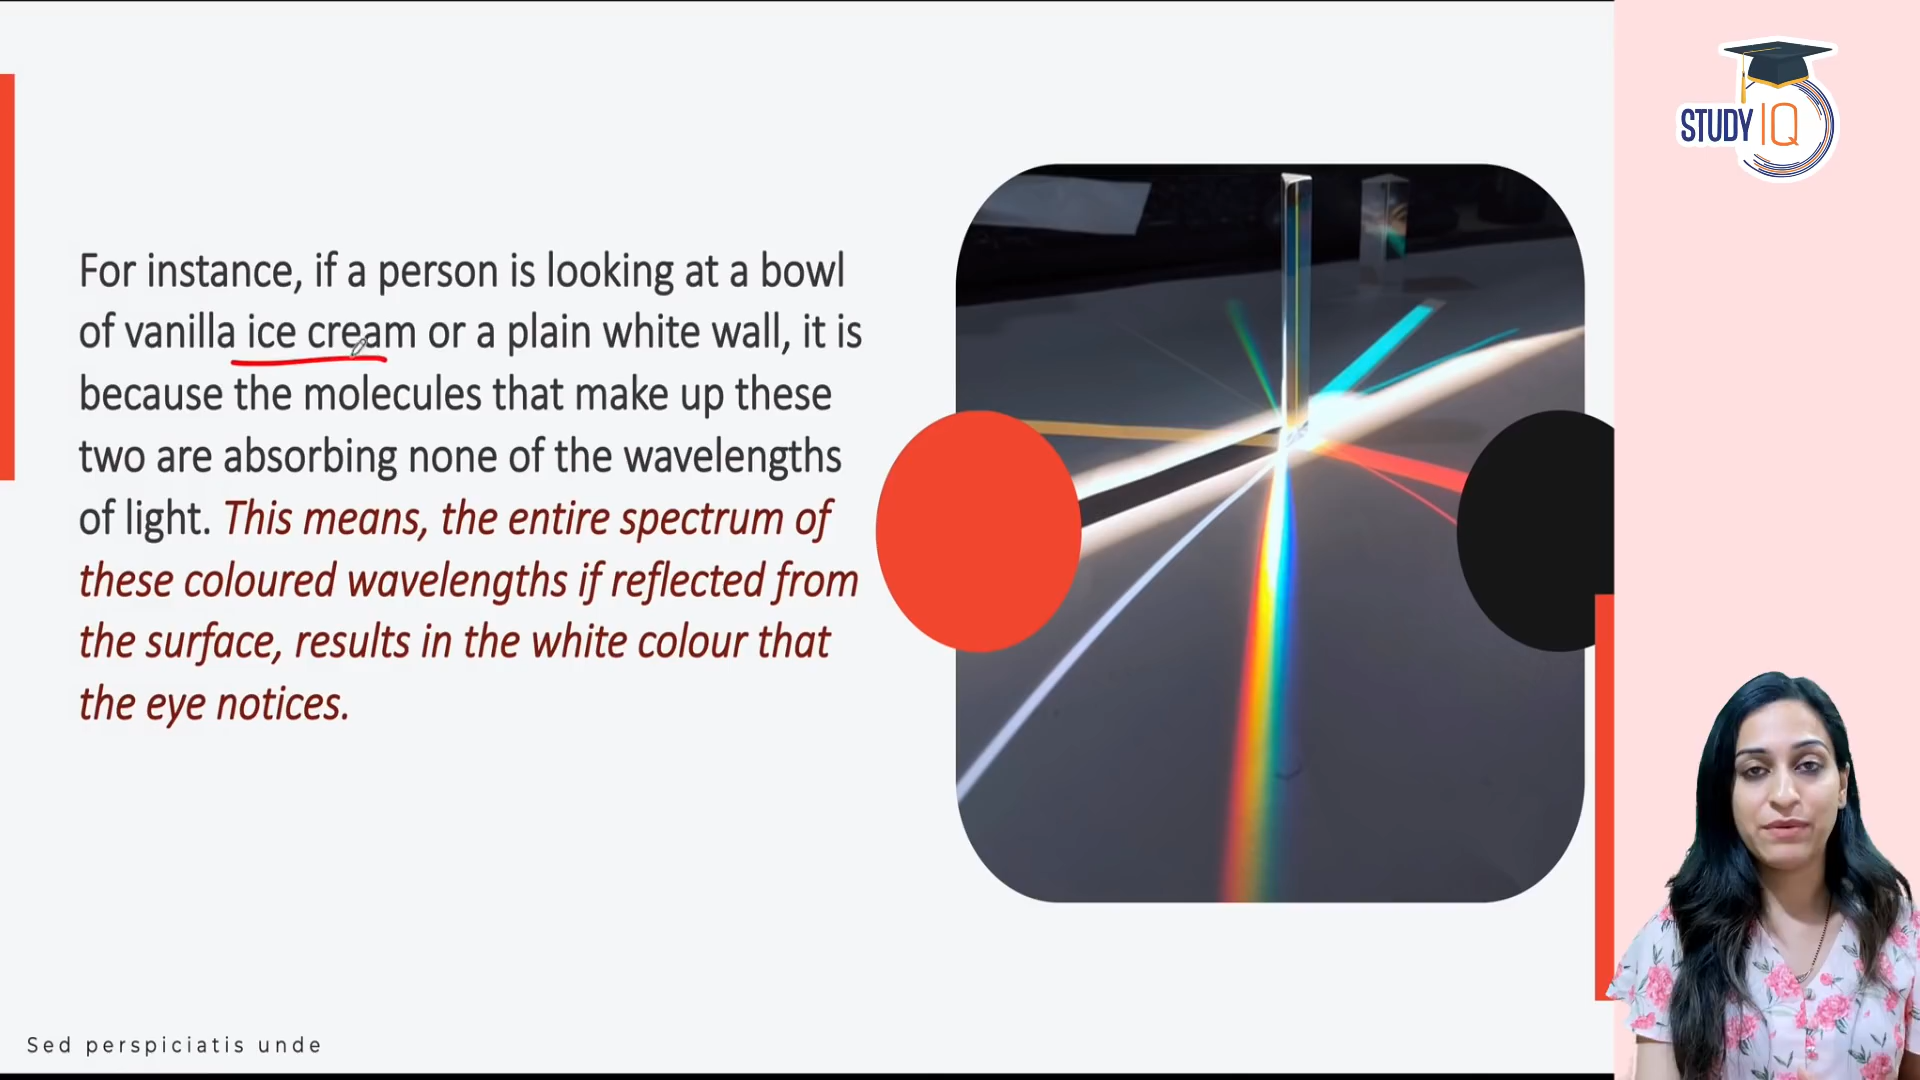 For instance, if a person is looking at a bowl
of vanilla ice cream or a plain white wall, it is
because the molecules that make up these
two are absorbing none of the wavelengths
of light. This means, the entire spectrum of
these coloured wavelengths if reflected from
the surface, results in the white colour that
the eye notices.
STUDY IQ
Sed perspiciatis unde